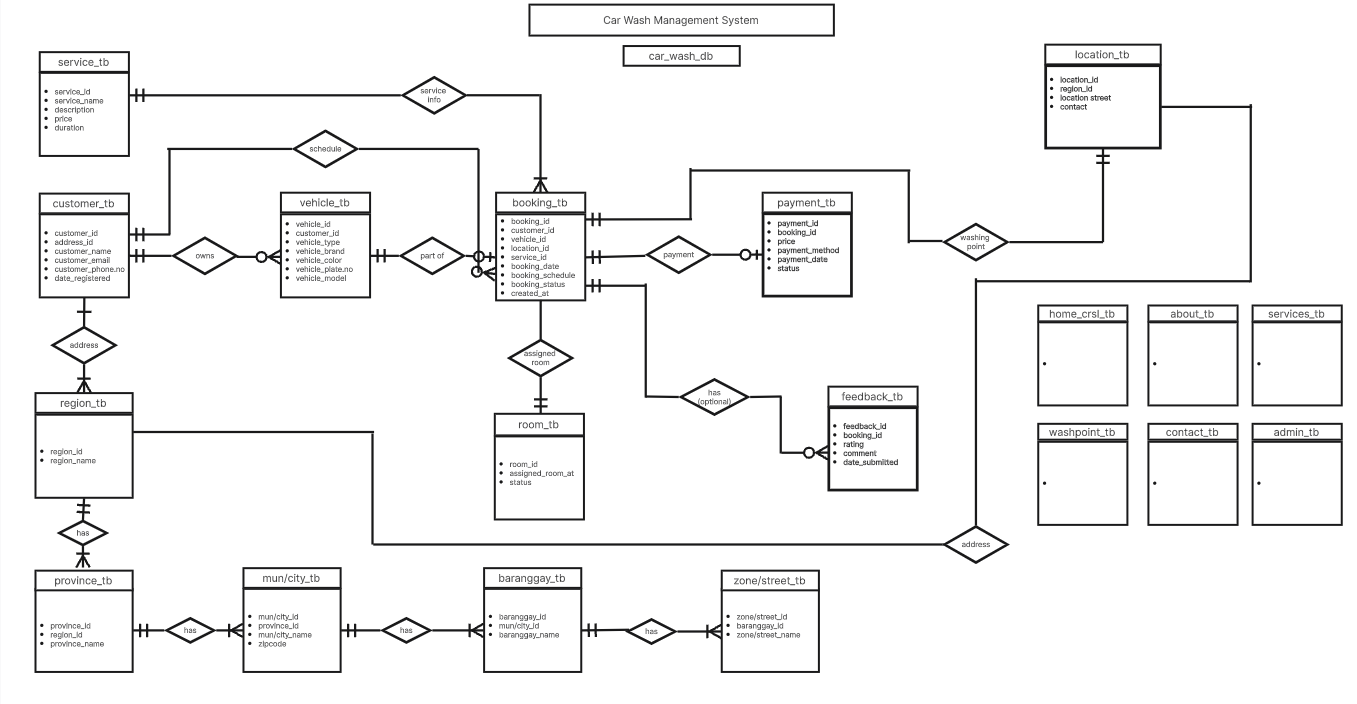 Car Wash Management System
car_wash_db
service_tb
service_id
service_name
description
price
duration
service
info
location_tb
location_id
region_id
location street
contact
schedule
customer_tb
customer_id
address_id
customer_name
customer_email
customer_phone.no
date_registered
owns
vehicle_tb
vehicle_id
customer_id
vehicle_type
vehicle_brand
vehicle_color
vehicle_plate.no
vehicle_model
part of
booking_tb
booking_id
customer_id
vehicle_id
location_id
service_id
booking_date
booking_schedule
booking_status
created_at
payment
payment_tb
payment_id
booking_id
price
payment_method
payment_date
status
washing
point
address
assigned
room
region_tb
region_id
region_name
room_tb
room_id
assigned_room_at
status
has
(optional)
feedback_tb
feedback_id
booking_id
rating
comment
date_submitted
home_crsl_tb
about_tb
services_tb
washpoint_tb
contact_tb
admin_tb
has
address
province_tb
province_id
region_id
province_name
has
mun/city_tb
mun/city_id
province_id
mun/city_name
zipcode
has
baranggay_tb
baranggay_id
mun/city_id
baranggay_name
has
zone/street_tb
zone/street_id
baranggay_id
zone/street_name